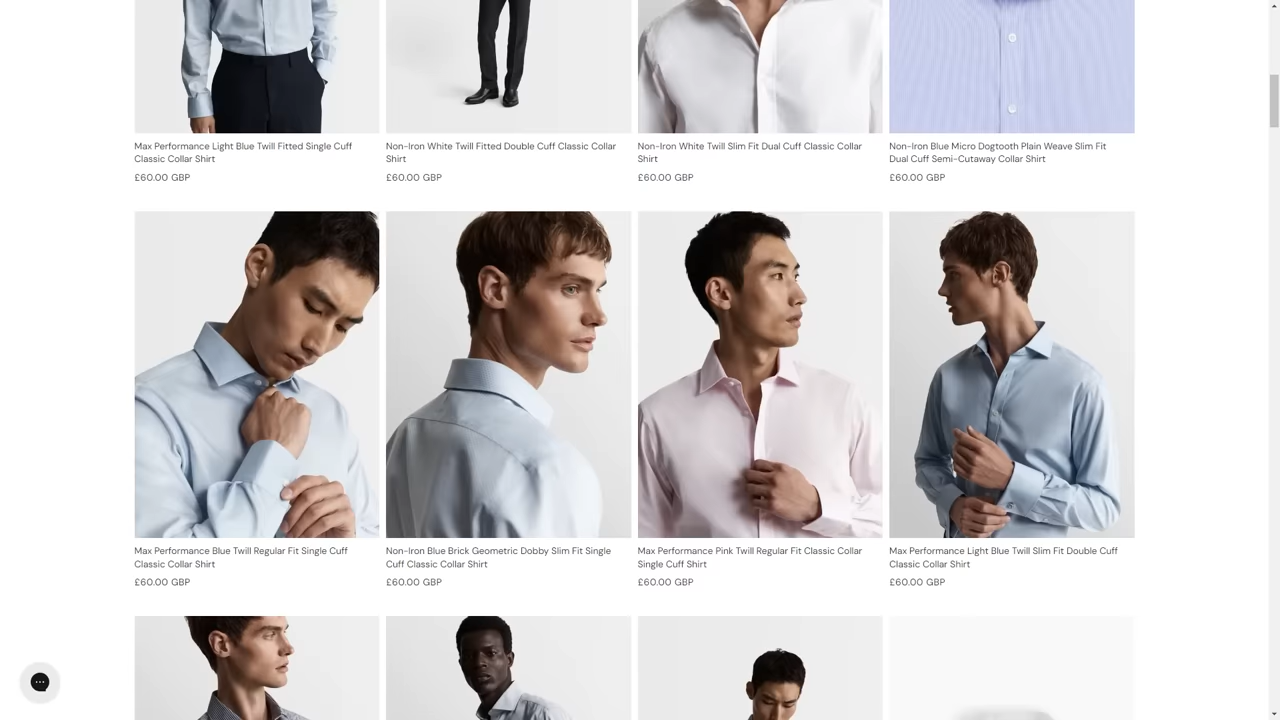 Max Performance Light Blue Twill Fitted Single Cuff
Classic Collar Shirt
£60.00 GBP
Non-Iron White Twill Fitted Double Cuff Classic Collar
Shirt
£60.00 GBP
Non-Iron White Twill Slim Fit Dual Cuff Classic Collar
Shirt
£60.00 GBP
Non-Iron Blue Micro Dogtooth Plain Weave Slim Fit
Dual Cuff Semi-Cutaway Collar Shirt
£60.00 GBP
Max Performance Blue Twill Regular Fit Single Cuff
Classic Collar Shirt
£60.00 GBP
Non-Iron Blue Brick Geometric Dobby Slim Fit Single
Cuff Classic Collar Shirt
£60.00 GBP
Max Performance Pink Twill Regular Fit Classic Collar
Single Cuff Shirt
£60.00 GBP
Max Performance Light Blue Twill Slim Fit Double Cuff
Classic Collar Shirt
£60.00 GBP